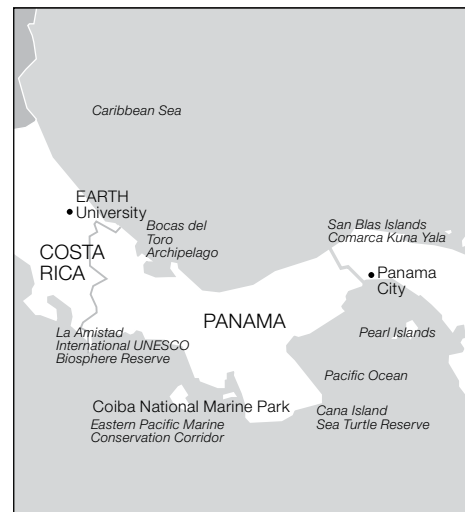 Caribbean Sea
EARTH
University
Bocas del
Toro
Archipelago
San Blas Islands
Comarca Kuna Yala
COSTA
RICA
Panama
City
PANAMA
La Amistad
International UNESCO
Biosphere Reserve
Pearl Islands
Pacific Ocean
Coiba National Marine Park
Eastern Pacific Marine
Conservation Corridor
Cana Island
Sea Turtle Reserve